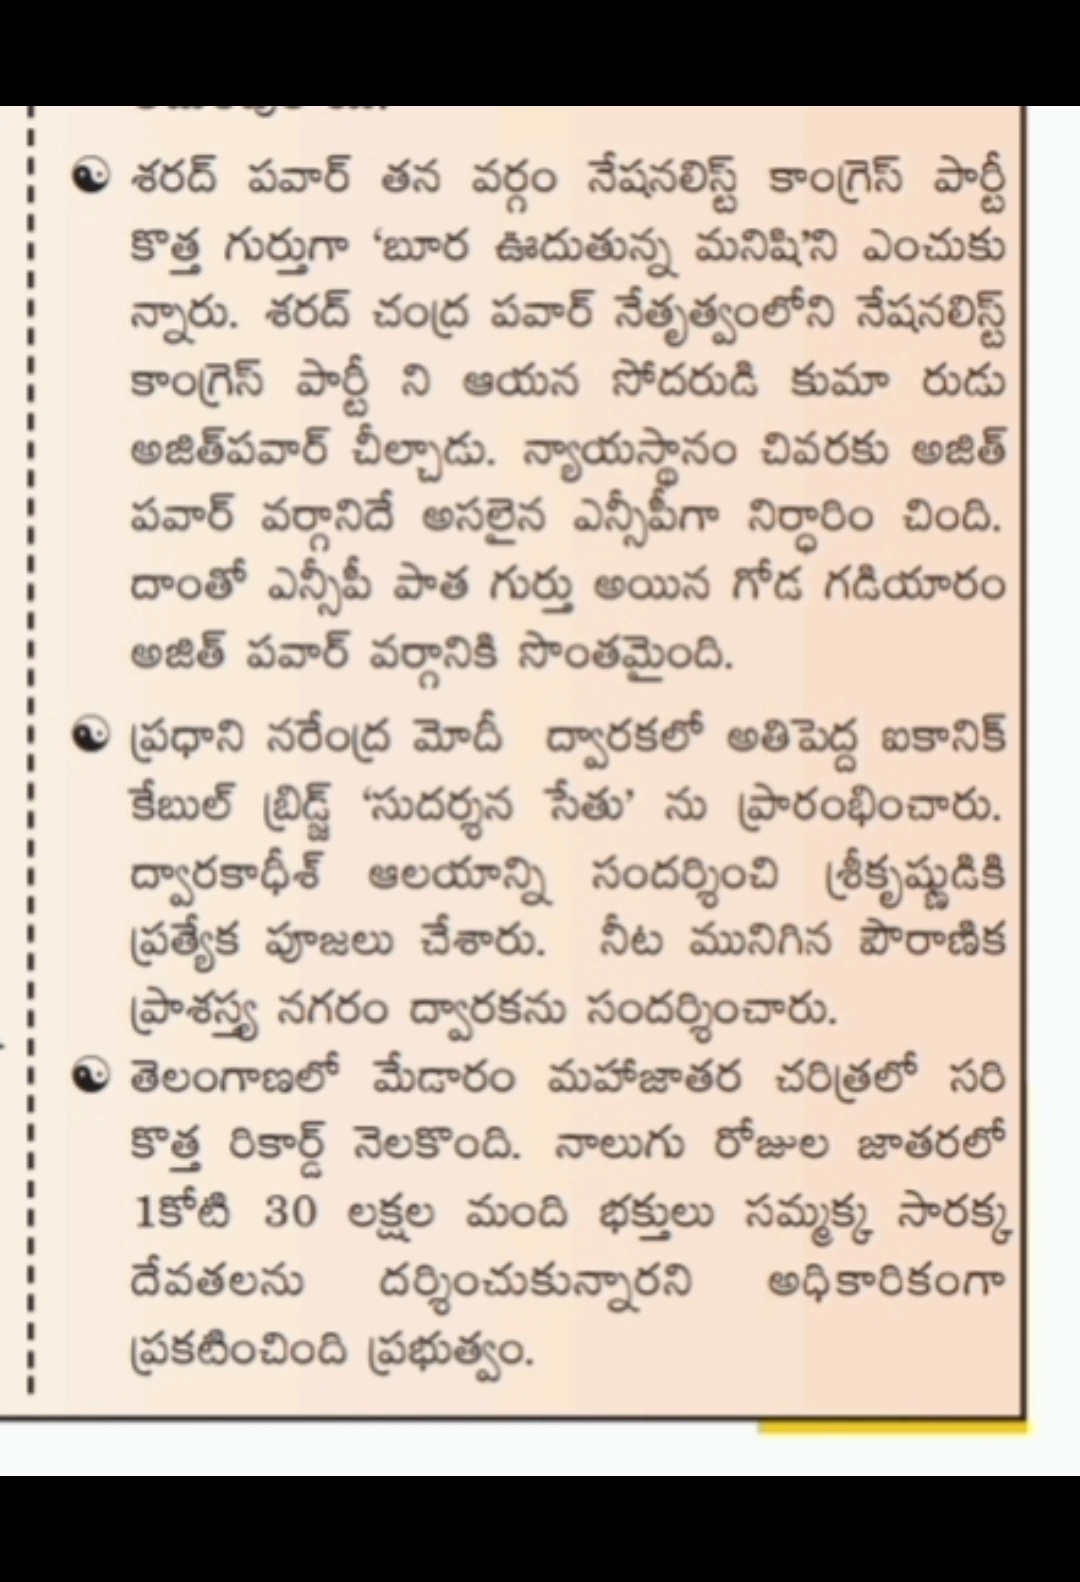 శరద్ పవార్ తన వర్గం నేషనలిస్ట్ కాంగ్రెస్ పార్టీ
కొత్త గుర్తుగా ‘బూర ఊదుతున్న మనిషి’ని ఎంచుకు
న్నారు. శరద్ చంద్ర పవార్ నేతృత్వంలోని నేషనలిస్ట్
కాంగ్రెస్ పార్టీ ని ఆయన సోదరుడి కుమా రుడు
అజిత్‌పవార్ చీల్చాడు. న్యాయస్థానం చివరకు అజిత్
పవార్ వర్గానిదే అసలైన ఎన్సీపీగా నిర్ధారిం చింది.
దాంతో ఎన్సీపీ పాత గుర్తు అయిన గోడ గడియారం
అజిత్ పవార్ వర్గానికి సొంతమైంది.
ప్రధాని నరేంద్ర మోదీ ద్వారకలో అతిపెద్ద ఐకానిక్
కేబుల్ బ్రిడ్జ్ ‘సుదర్శన సేతు’ ను ప్రారంభించారు.
ద్వారకాధీశ్ ఆలయాన్ని సందర్శించి శ్రీకృష్ణుడికి
ప్రత్యేక పూజలు చేశారు. నీట మునిగిన పౌరాణిక
ప్రాశస్త్య నగరం ద్వారకను సందర్శించారు.
తెలంగాణలో మేడారం మహాజాతర చరిత్రలో సరి
కొత్త రికార్డ్ నెలకొంది. నాలుగు రోజుల జాతరలో
1కోటి 30 లక్షల మంది భక్తులు సమ్మక్క సారక్క
దేవతలను దర్శించుకున్నారని అధికారికంగా
ప్రకటించింది ప్రభుత్వం.